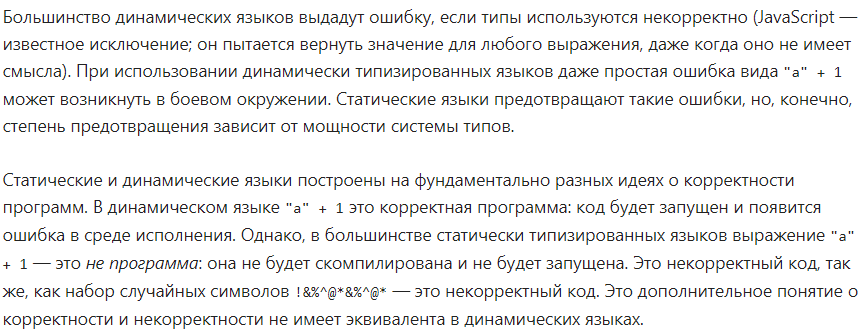 Большинство динамических языков выдадут ошибку, если типы используются некорректно (JavaScript —
известное исключение; он пытается вернуть значение для любого выражения, даже когда оно не имеет
смысла). При использовании динамически типизированных языков даже простая ошибка вида "a" + 1
может возникнуть в боевом окружении. Статические языки предотвращают такие ошибки, но, конечно,
степень предотвращения зависит от мощности системы типов.
Статические и динамические языки построены на фундаментально разных идеях о корректности
программ. В динамическом языке "a" + 1 это корректная программа: код будет запущен и появится
ошибка в среде исполнения. Однако, в большинстве статически типизированных языков выражение "a"
+ 1 — это не программа: она не будет скомпилирована и не будет запущена. Это некорректный код, так
же, как набор случайных символов !&%^@*&%^@* — это некорректный код. Это дополнительное понятие о
корректности и некорректности не имеет эквивалента в динамических языках.